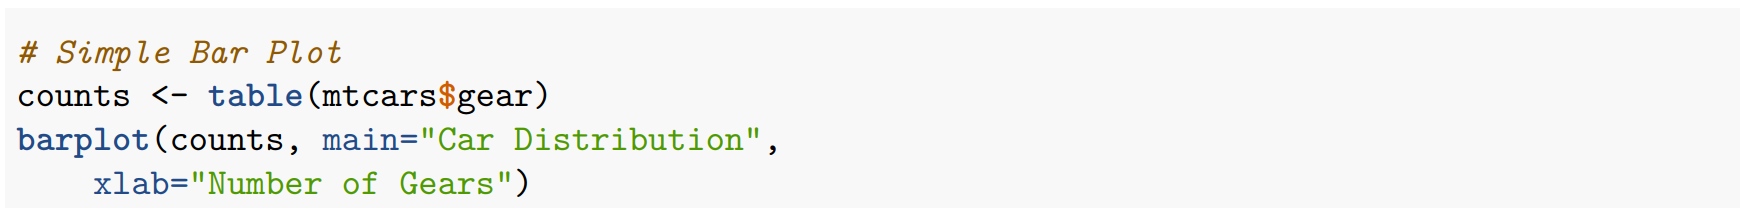 # Simple Bar Plot
counts <- table(mtcars$gear)
barplot(counts, main="Car Distribution",
    xlab="Number of Gears")